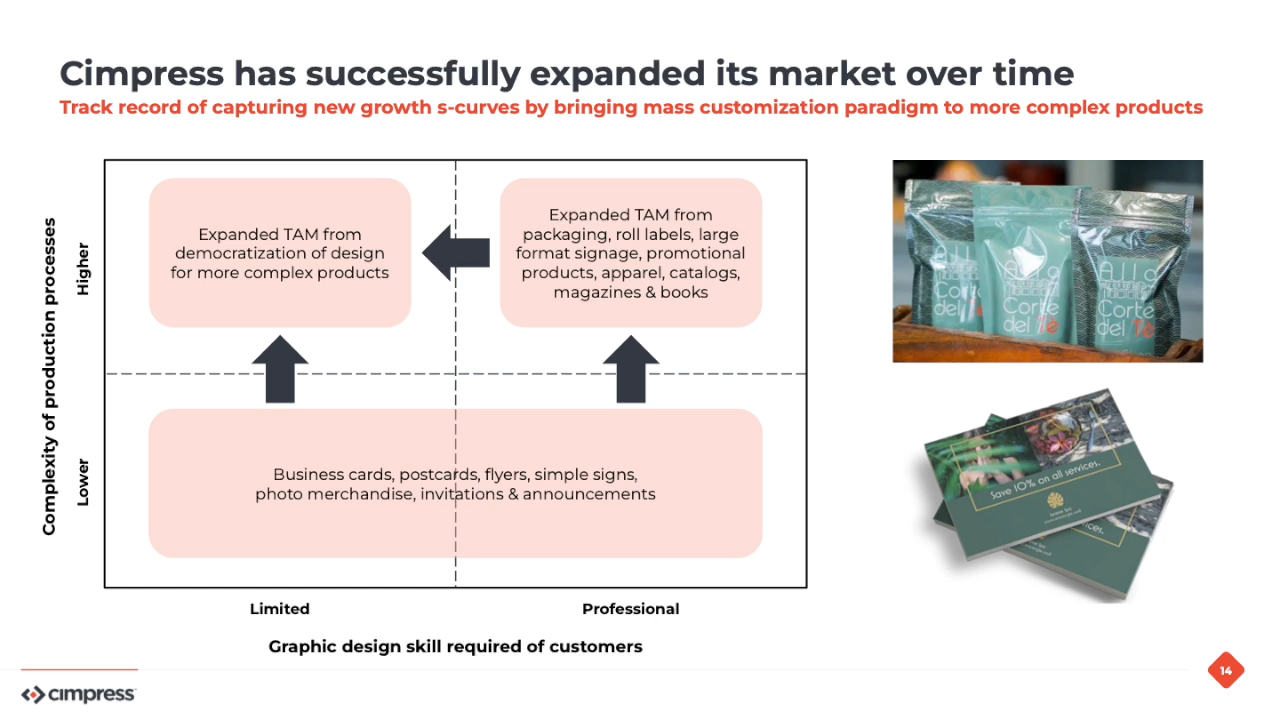 Cimpress has successfully expanded its market over time
Track record of capturing new growth s-curves by bringing mass customization paradigm to more complex products
Complexity of production processes
Higher
Lower
Expanded TAM from
democratization of design
for more complex products
Expanded TAM from
packaging, roll labels, large
format signage, promotional
products, apparel, catalogs,
magazines & books
Business cards, postcards, flyers, simple signs,
photo merchandise, invitations & announcements
Limited
Professional
Graphic design skill required of customers
Alla
Corte
del Tè
Alla
Corte
del Tè
Save 10% on all services.
14
cimpress